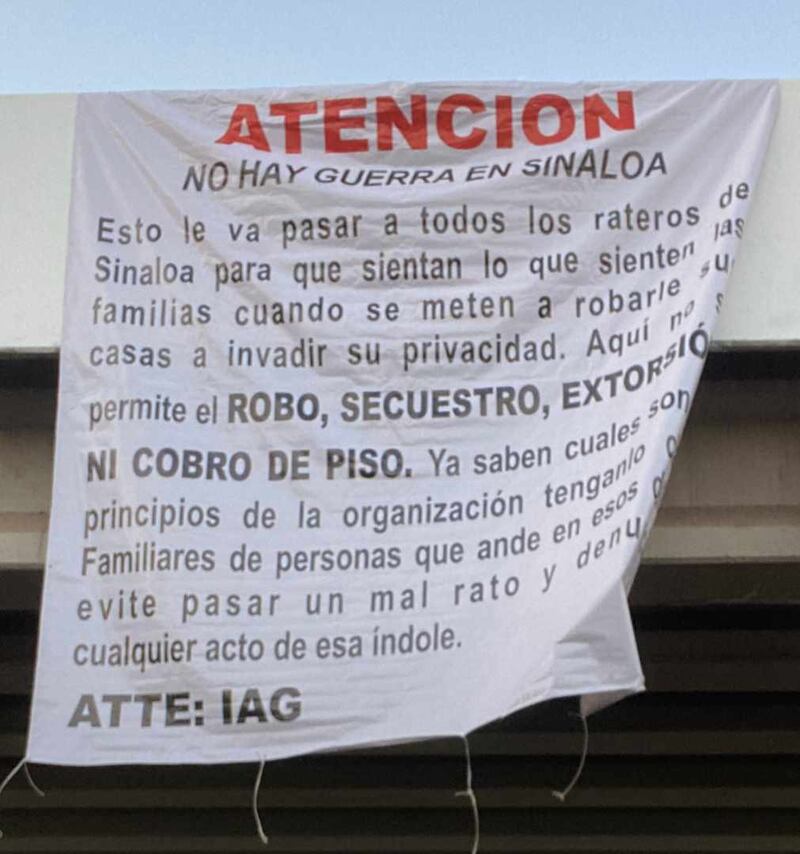 ATENCION
NO HAY GUERRA EN SINALOA
Esto le va pasar a todos los rateros de
Sinaloa para que sientan lo que sienten las
familias cuando se meten a robarle su
casas a invadir su privacidad. Aquí no
permite el ROBO, SECUESTRO, EXTORSIÓ
NI COBRO DE PISO. Ya saben cuales son
principios de la organización tenganlo
Familiares de personas que ande en esos
evite pasar un mal rato y denu
cualquier acto de esa índole.
ATTE: IAG